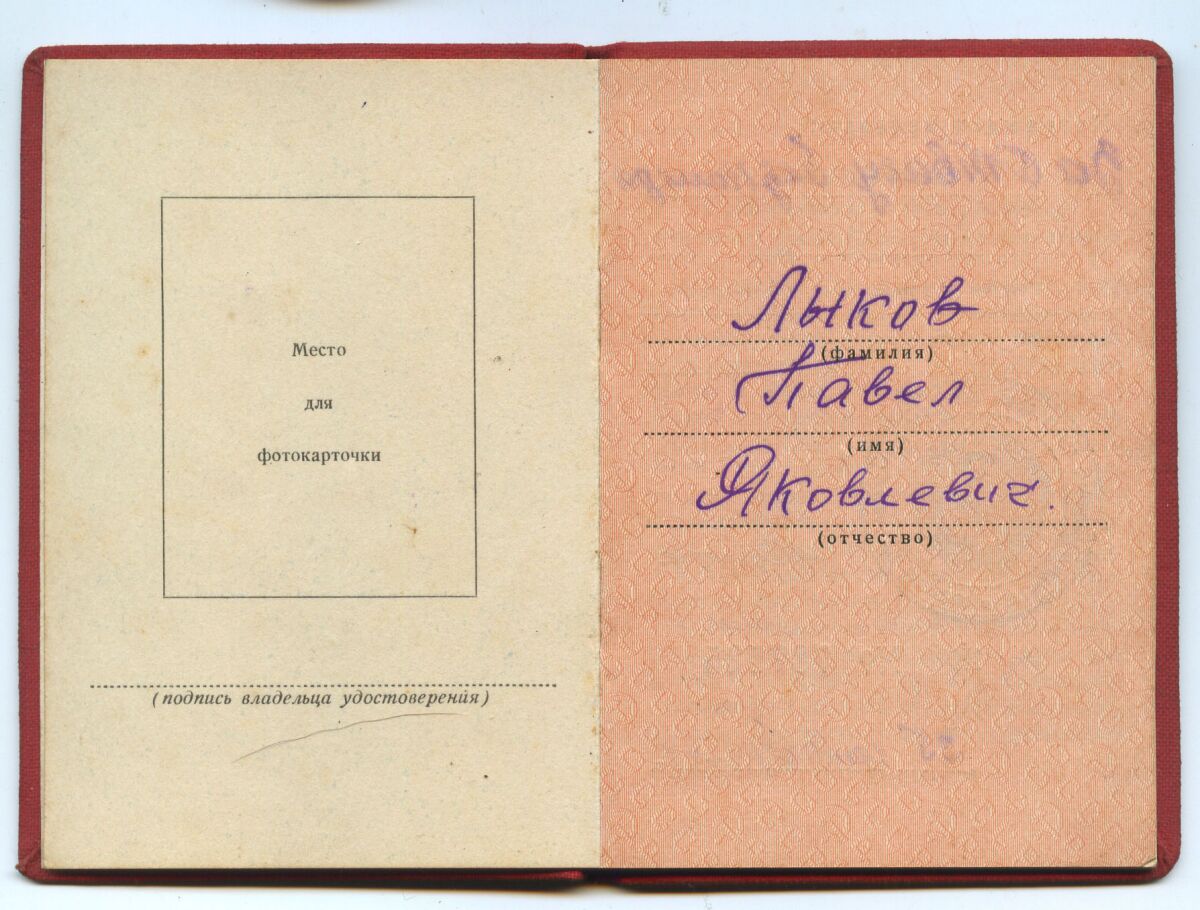 Место
для
фотокарточки
(подпись владельца удостоверения)
Лыков
(фамилия)
Павел
(имя)
Яковлевич.
(отчество)